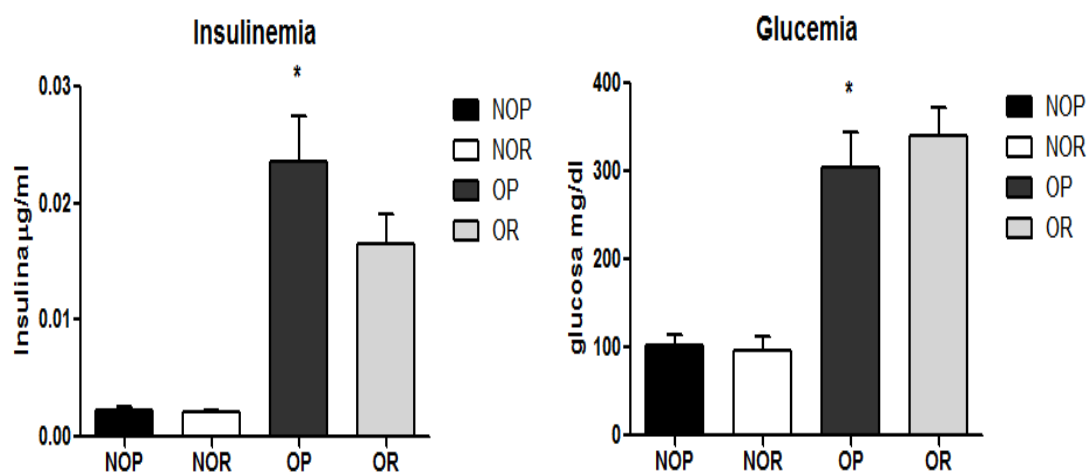 Insulinemia
*
0.03
0.02
0.01
0.00
Insulina µg/ml
NOP
NOR
OP
OR
NOP
NOR
OP
OR
Glucemia
*
400
300
200
100
0
glucosa mg/dl
NOP
NOR
OP
OR
NOP
NOR
OP
OR